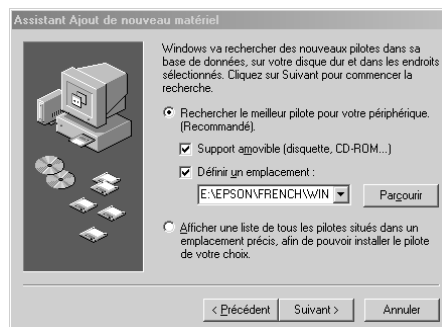 Assistant Ajout de nouveau matériel
Windows va rechercher des nouveaux pilotes dans sa
base de données, sur votre disque dur et dans les endroits
sélectionnés. Cliquez sur Suivant pour commencer la
recherche.
Rechercher le meilleur pilote pour votre périphérique.
(Recommandé).
Support amovible (disquette, CD-ROM...)
Définir un emplacement :
E:\EPSON\FRENCH\WIN
Parcourir
Afficher une liste de tous les pilotes situés dans un
emplacement précis, afin de pouvoir installer le pilote
de votre choix.
< Précédent Suivant > Annuler